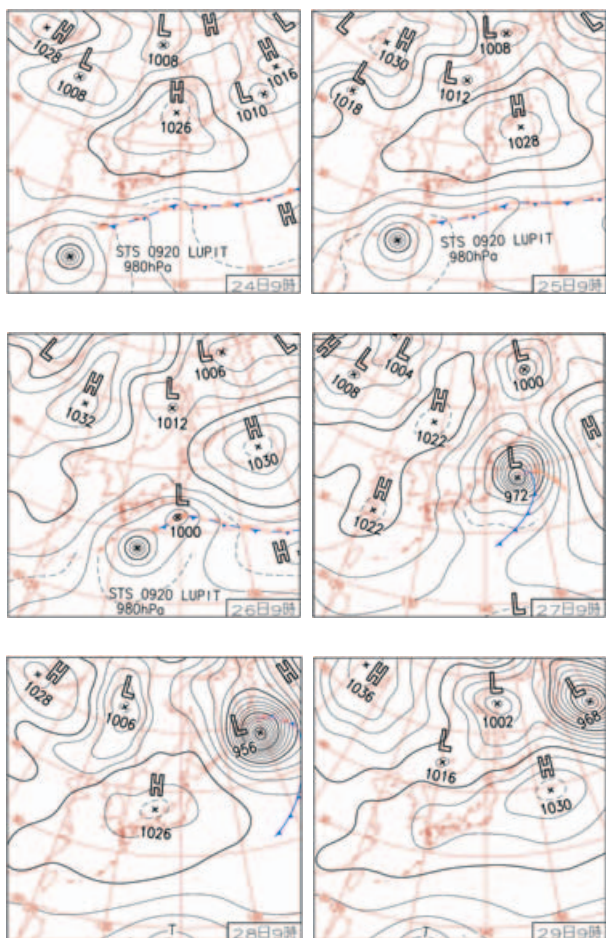 H
1028
L
1008
L
1008
H
H
1026
L
1010
L
1016
H
STS 0920 LUPIT
980hPa
24日9時
L
H
1030
L
1008
L
1018
L
1012
H
1028
STS 0920 LUPIT
980hPa
25日9時
L
H
1032
L
1006
L
L
1012
H
1030
L
1000
H
STS 0920 LUPIT
980hPa
26日9時
H
L
1008
L
1004
L
1000
H
H
1022
L
972
H
1022
L
27日9時
H
1028
L
1006
H
L
956
H
1026
T
28日9時
H
1036
L
1002
L
968
L
1016
H
1030
T
29日9時